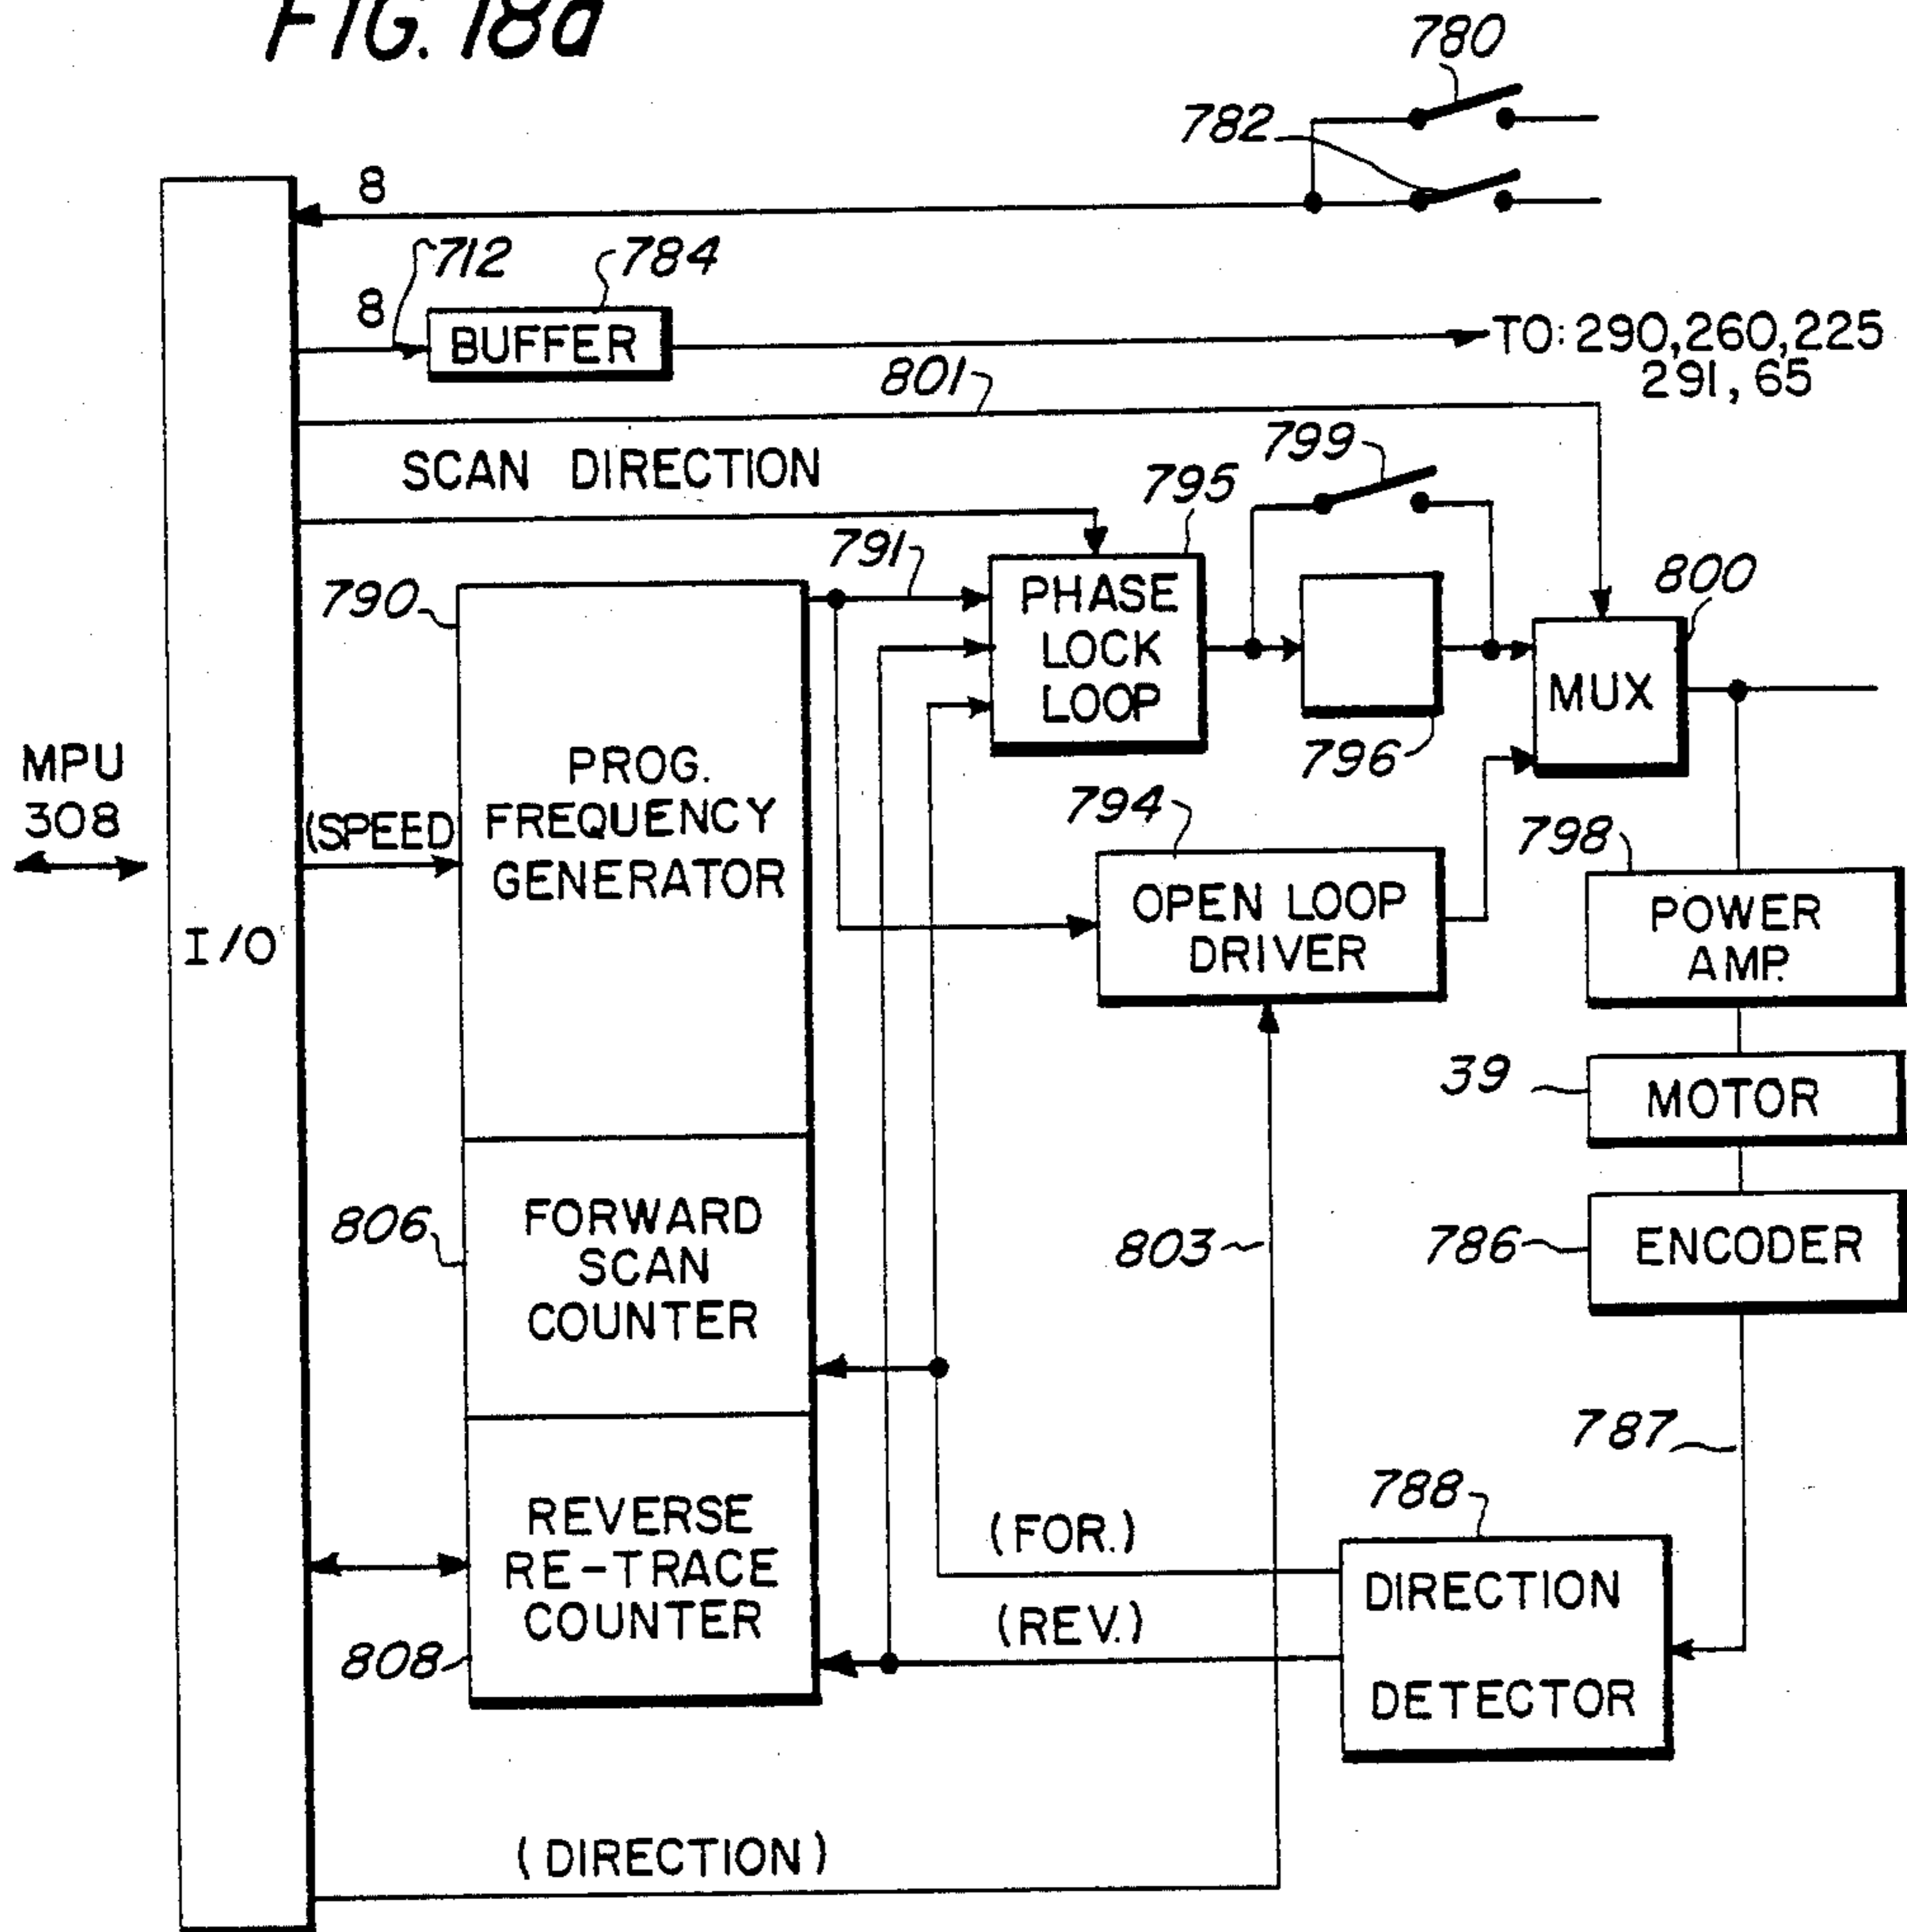 FIG. 18a
780
782
8
712
784
8
BUFFER
TO: 290,260,225
291, 65
801
SCAN DIRECTION
799
795
791
790
PHASE
LOCK
LOOP
800
MUX
796
MPU
308
(SPEED
PROG.
FREQUENCY
GENERATOR
794
798
I/O
OPEN LOOP
DRIVER
POWER
AMP.
39
MOTOR
806
FORWARD
SCAN
COUNTER
803
786
ENCODER
787
788
REVERSE
RE-TRACE
COUNTER
(FOR.)
DIRECTION
DETECTOR
(REV.)
808
(DIRECTION)